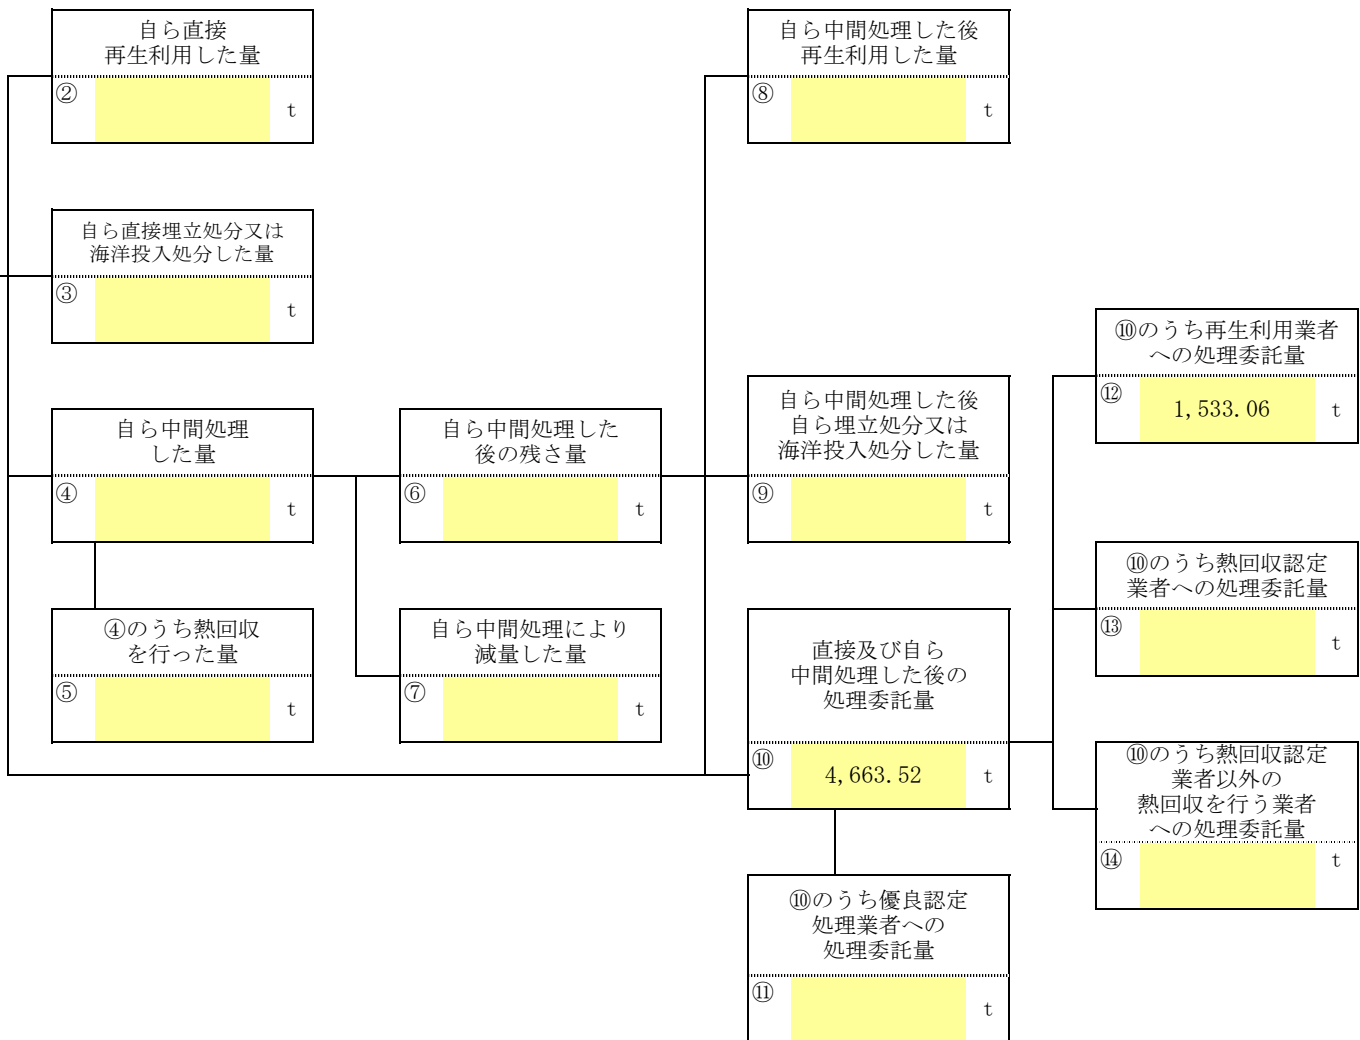 自ら直接
再生利用した量
②
t
自ら中間処理した後
再生利用した量
⑧
t
自ら直接埋立処分又は
海洋投入処分した量
③
t
⑩のうち再生利用業者
への処理委託量
⑫
1,533.06
t
自ら中間処理
した量
④
t
自ら中間処理した
後の残さ量
⑥
t
自ら中間処理した後
自ら埋立処分又は
海洋投入処分した量
⑨
t
⑩のうち熱回収認定
業者への処理委託量
⑬
t
④のうち熱回収
を行った量
⑤
t
自ら中間処理により
減量した量
⑦
t
直接及び自ら
中間処理した後の
処理委託量
⑩
4,663.52
t
⑩のうち熱回収認定
業者以外の
熱回収を行う業者
への処理委託量
⑭
t
⑩のうち優良認定
処理業者への
処理委託量
⑪
t